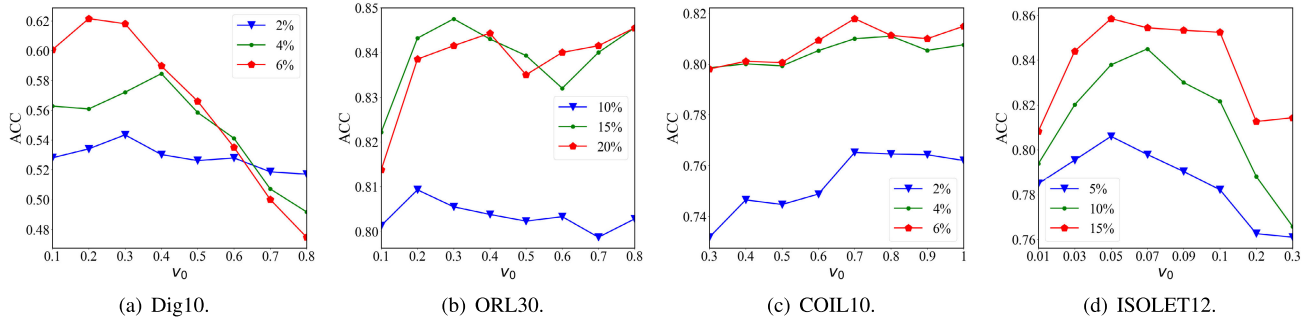 0.62
0.60
0.58
0.56
0.54
0.52
0.50
0.48
ACC
2%
4%
6%
0.1 0.2 0.3 0.4 0.5 0.6 0.7 0.8
v₀
(a) Dig10.
0.85
0.84
0.83
0.82
0.81
0.80
ACC
10%
15%
20%
0.1 0.2 0.3 0.4 0.5 0.6 0.7 0.8
v₀
(b) ORL30.
0.82
0.80
0.78
0.76
0.74
ACC
2%
4%
6%
0.3 0.4 0.5 0.6 0.7 0.8 0.9 1
v₀
(c) COIL10.
0.86
0.84
0.82
0.80
0.78
0.76
ACC
5%
10%
15%
0.01 0.03 0.05 0.07 0.09 0.1 0.2 0.3
v₀
(d) ISOLET12.